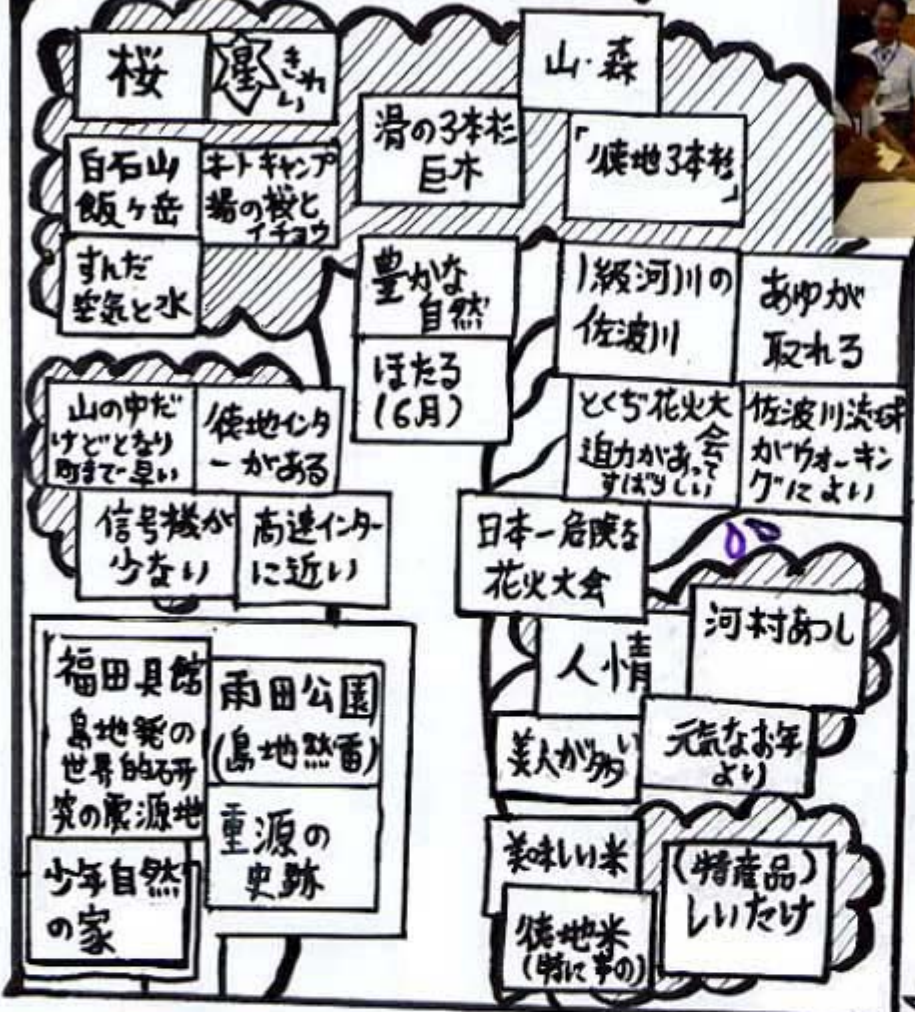 桜
星
きれい
山・森
滑の3本杉
巨木
「徳地3本杉」
白石山
飯ヶ岳
オートキャンプ
場の桜と
イチョウ
すんだ
空気と水
豊かな
自然
ほたる
(6月)
1級河川の
佐波川
あゆが
取れる
とくぢ花火大会
迫力があって
すばらしい
佐波川流球
がウオーキン
グによい
日本一危険な
花火大会
山の中だ
けどとなり
町まで早い
徳地インタ
ーがある
信号機が
少ない
高速インター
に近い
人情
河村あつし
美人が多い
元気なお年
より
福田貝館
島地発の
世界的研
究の震源地
雨田公園
(島地
重源の
史跡
少年自然
の家
美味しい米
徳地米
(特に
(特産品)
しいたけ